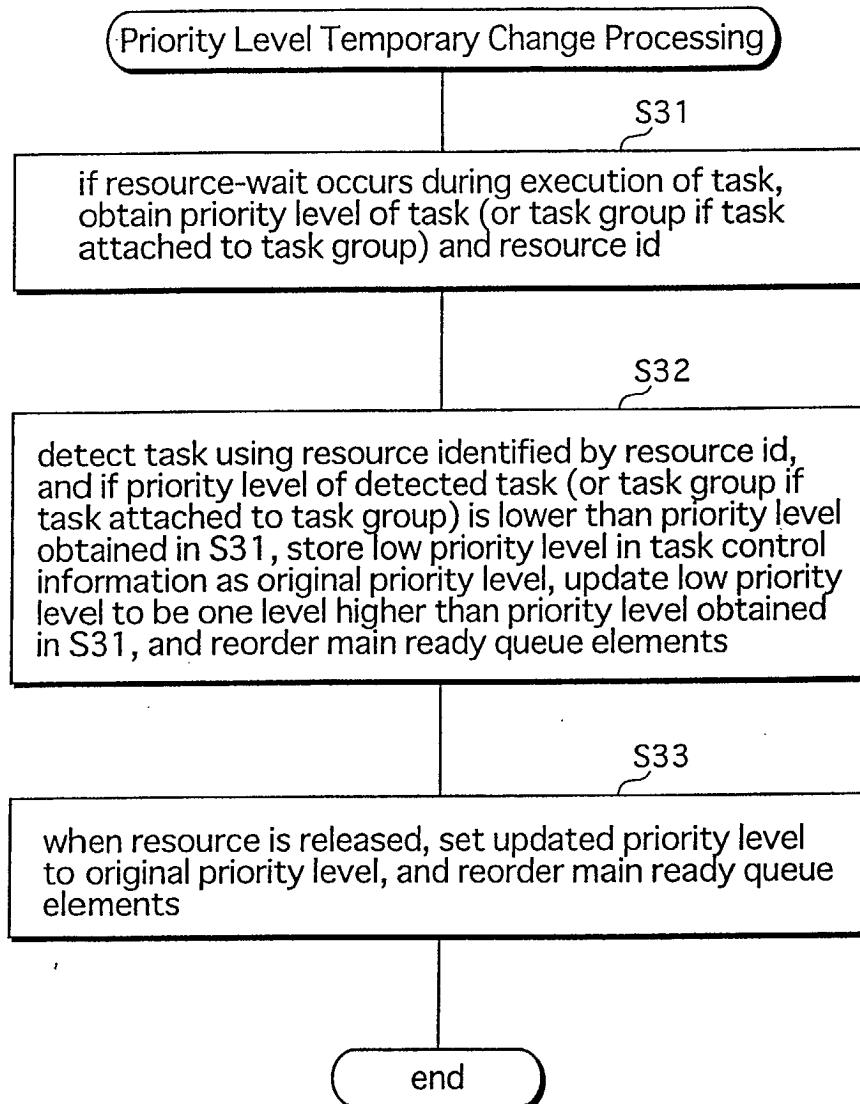 Priority Level Temporary Change Processing
S31
if resource-wait occurs during execution of task,
obtain priority level of task (or task group if task
attached to task group) and resource id
S32
detect task using resource identified by resource id,
and if priority level of detected task (or task group if
task attached to task group) is lower than priority level
obtained in S31, store low priority level in task control
information as original priority level, update low priority
level to be one level higher than priority level obtained
in S31, and reorder main ready queue elements
S33
when resource is released, set updated priority level
to original priority level, and reorder main ready queue
elements
end